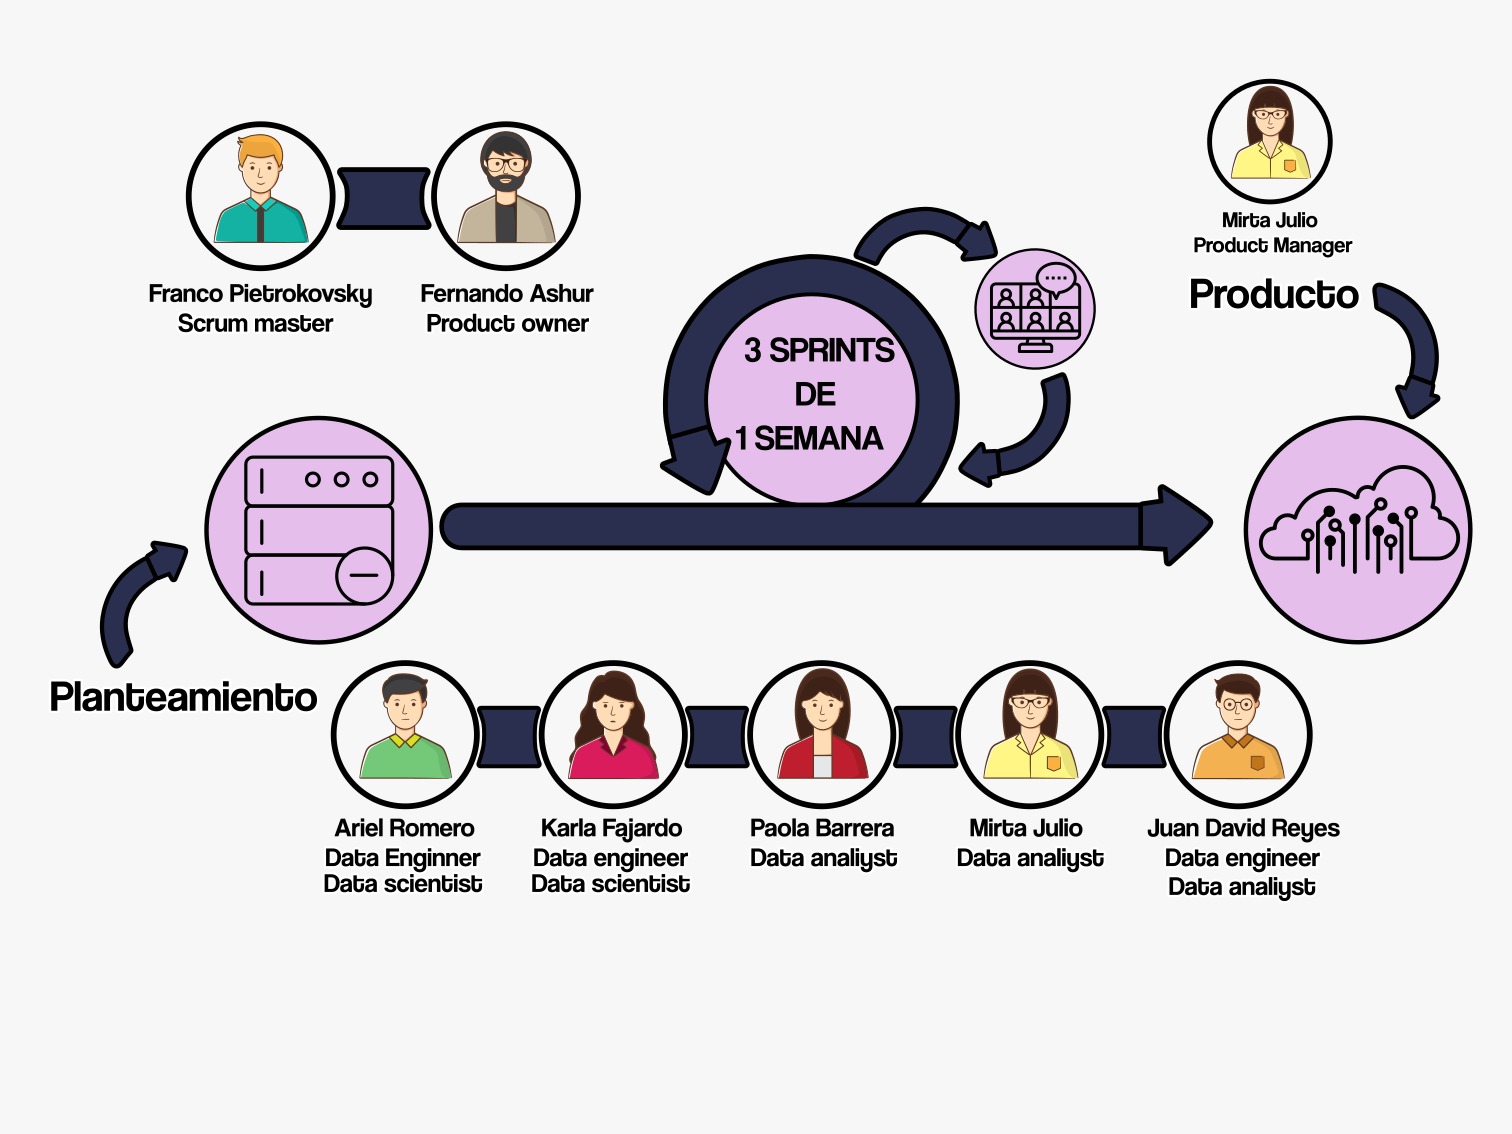 Mirta Julio
Product Manager
Producto
Franco Pietrokovsky
Scrum master
Fernando Ashur
Product owner
3 SPRINTS
DE
1 SEMANA
Planteamiento
Ariel Romero
Data Enginner
Data scientist
Karla Fajardo
Data engineer
Data scientist
Paola Barrera
Data analiyst
Mirta Julio
Data analiyst
Juan David Reyes
Data engineer
Data analiyst